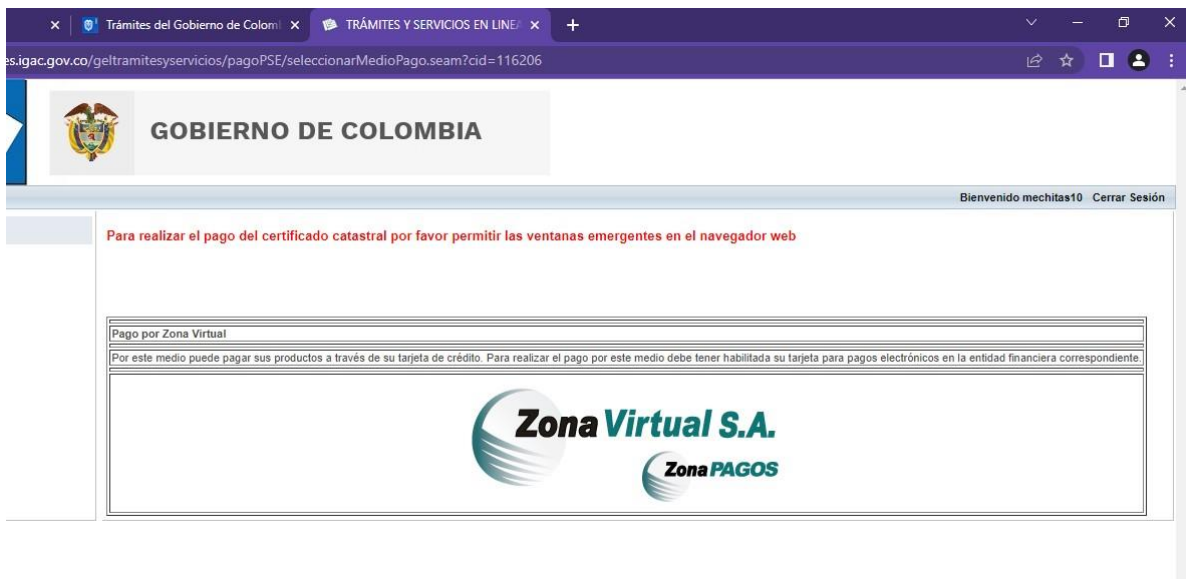 Trámites del Gobierno de Colom
TRÁMITES Y SERVICIOS EN LINEA
es.igac.gov.co/geltramitesyservicios/pagoPSE/seleccionarMedioPago.seam?cid=116206
GOBIERNO DE COLOMBIA
Bienvenido mechitas10 Cerrar Sesión
Para realizar el pago del certificado catastral por favor permitir las ventanas emergentes en el navegador web
Pago por Zona Virtual
Por este medio puede pagar sus productos a través de su tarjeta de crédito. Para realizar el pago por este medio debe tener habilitada su tarjeta para pagos electrónicos en la entidad financiera correspondiente.
Zona Virtual S.A.
Zona PAGOS